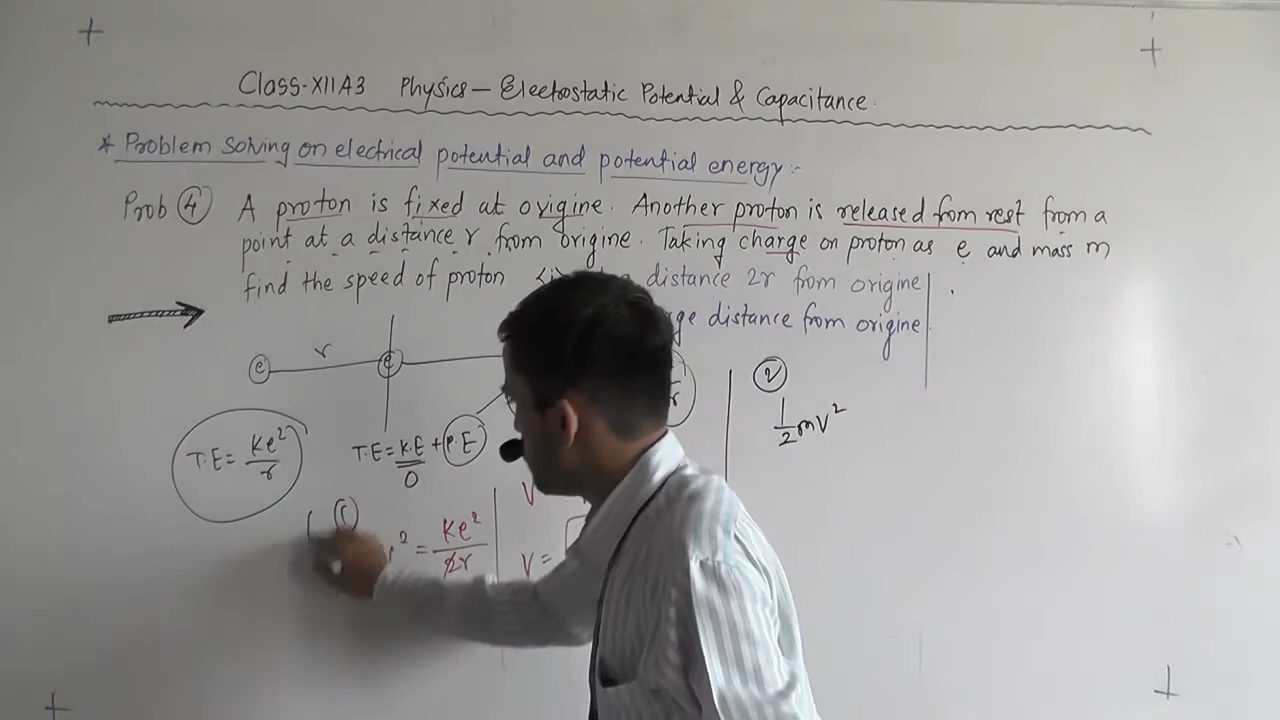 Class-XII A3 Physics – Electrostatic Potential & Capacitance.
* Problem solving on electrical potential and potential energy:-
Prob ④ A proton is fixed at origine. Another proton is released fom rest from a
point at a distance r from origine. Taking charge on proton as e and mass m
find the speed of proton distance 2r from origine
distance from origine
e r e
② 
1/2 mv²
T.E = Ke²/r
T.E = K.E + P.E
0
①
² = Ke²/2r
V
V =